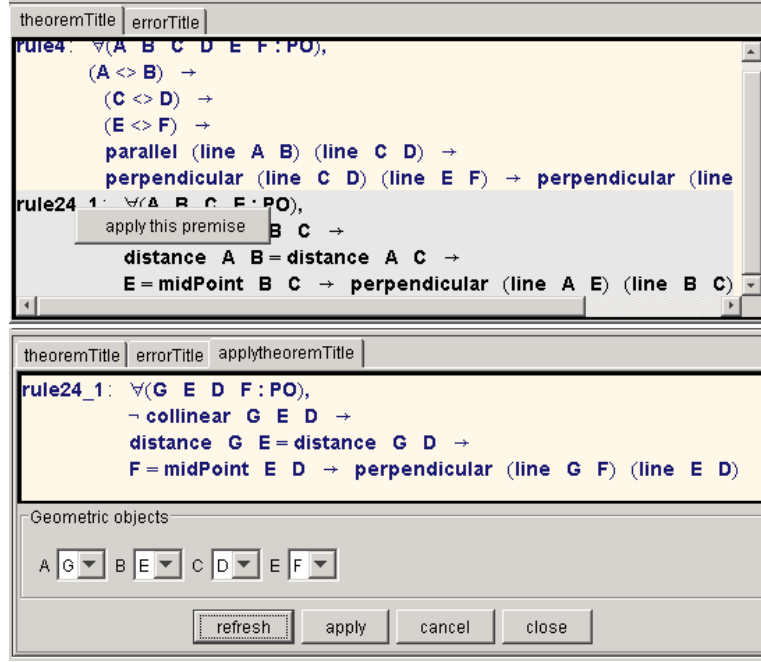 theoremTitle errorTitle
rule4: ∀(A B C D E F : PO),
(A <> B) →
(C <> D) →
(E <> F) →
parallel (line A B) (line C D) →
perpendicular (line C D) (line E F) → perpendicular (line
rule24_1: ∀(A B C E : PO),
apply this premise B C →
distance A B = distance A C →
E = midPoint B C → perpendicular (line A E) (line B C)
theoremTitle errorTitle applytheoremTitle
rule24_1: ∀(G E D F : PO),
¬ collinear G E D →
distance G E = distance G D →
F = midPoint E D → perpendicular (line G F) (line E D)
Geometric objects
A G B E C D E F
refresh apply cancel close